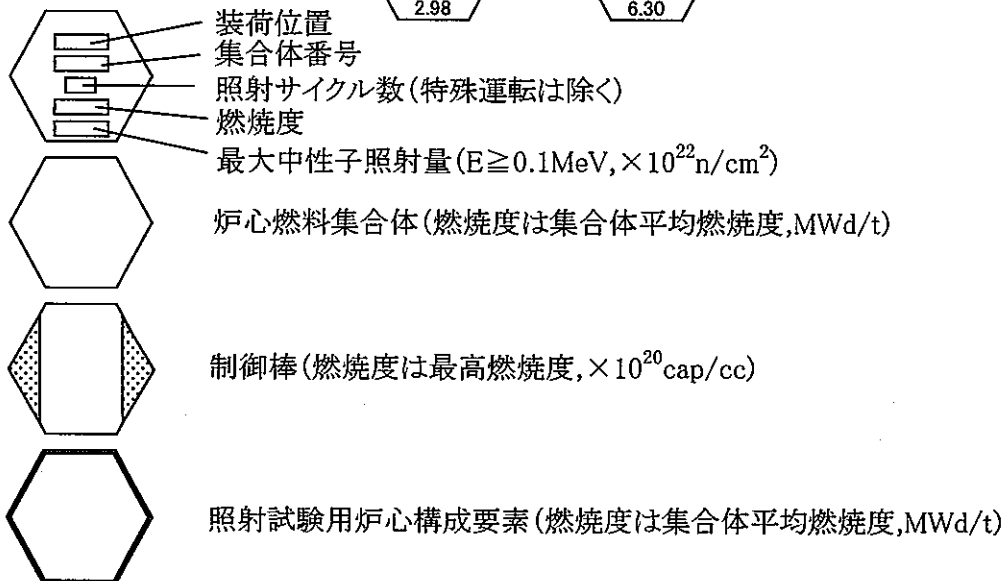 2.98
6.30
装荷位置
集合体番号
照射サイクル数(特殊運転は除く)
燃焼度
最大中性子照射量(E≧0.1MeV,×10²²n/cm²)
炉心燃料集合体(燃焼度は集合体平均燃焼度,MWd/t)
制御棒(燃焼度は最高燃焼度,×10²⁰cap/cc)
照射試験用炉心構成要素(燃焼度は集合体平均燃焼度,MWd/t)